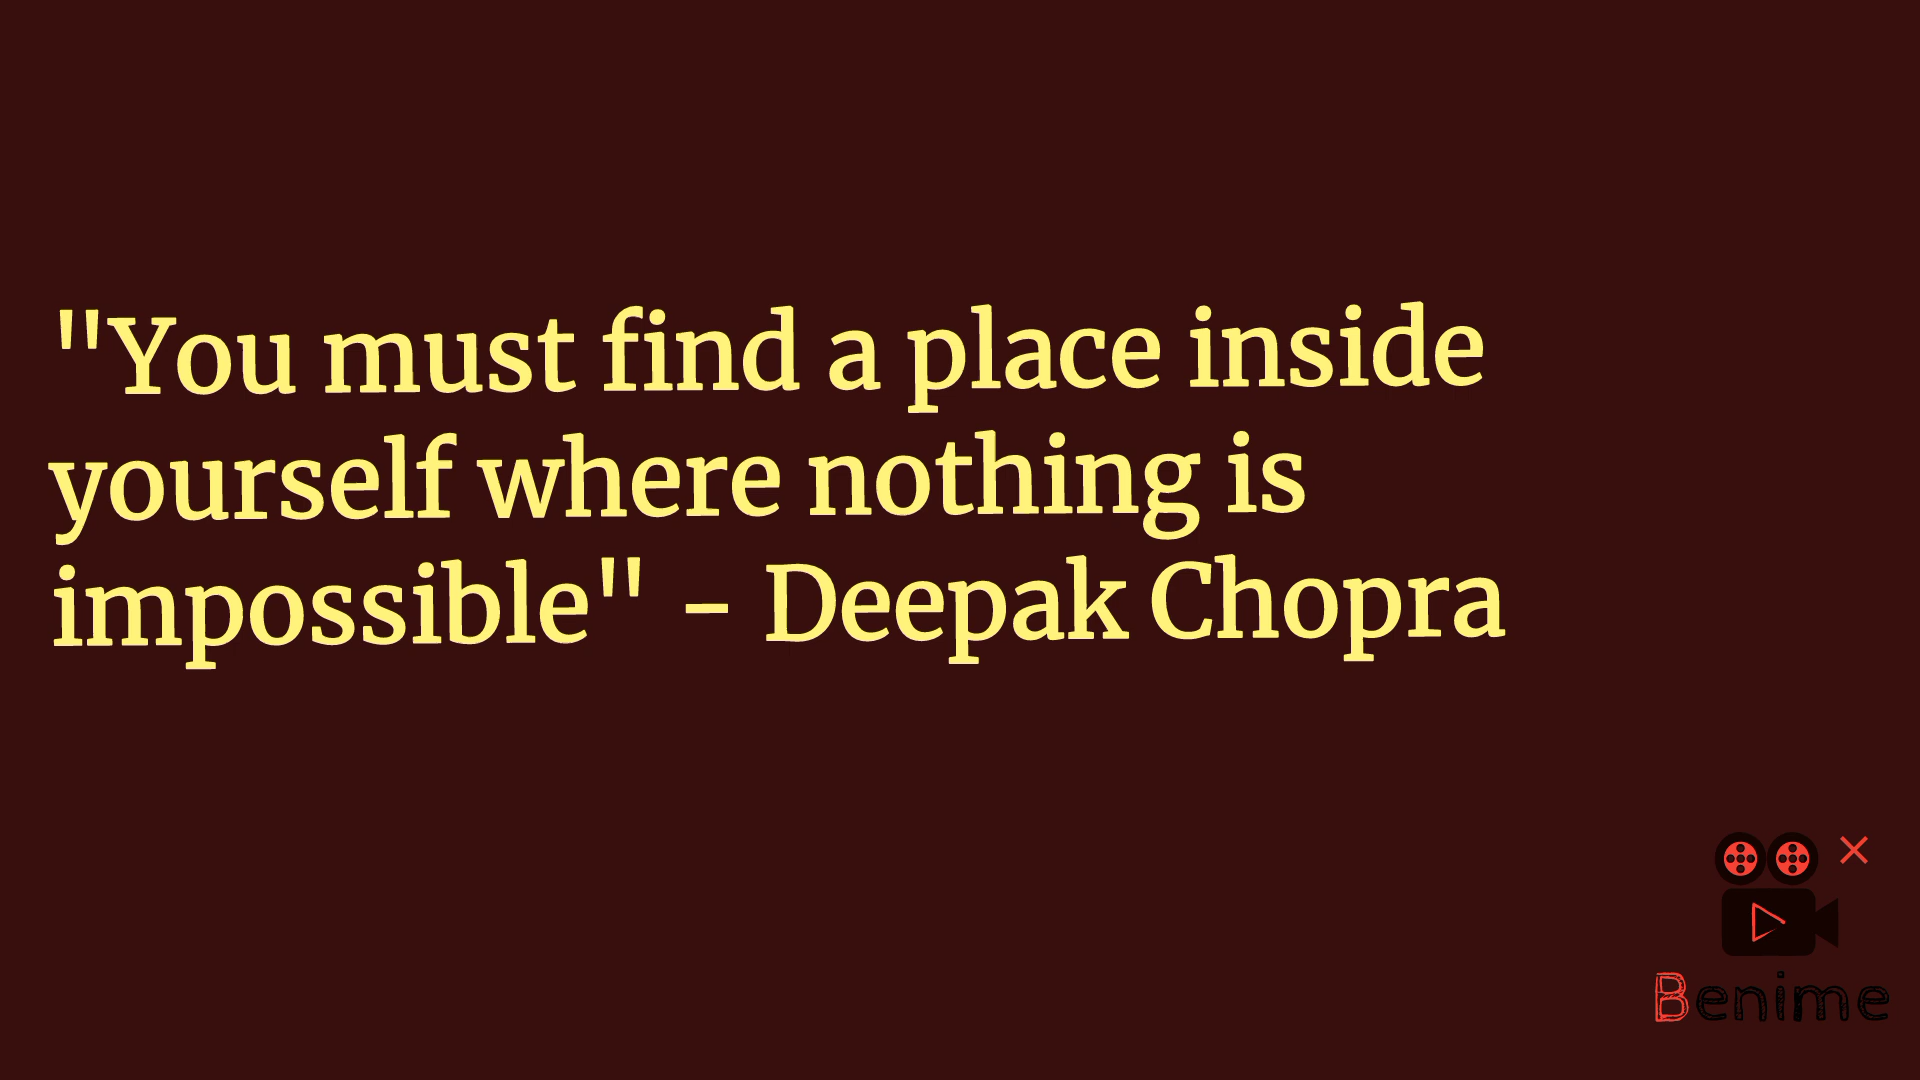 "You must find a place inside
yourself where nothing is
impossible" - Deepak Chopra
Benime